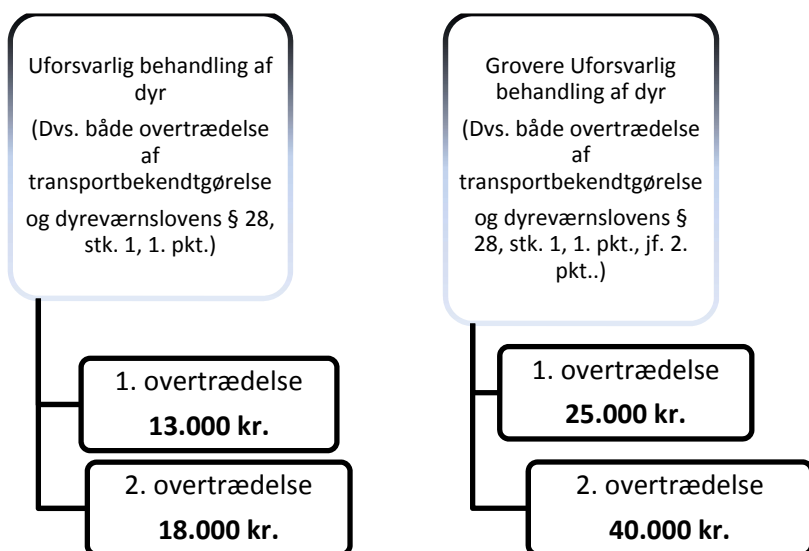 Uforsvarlig behandling af
dyr
(Dvs. både overtrædelse
af
transportbekendtgørelse
og dyreværnslovens § 28,
stk. 1, 1. pkt.)
1. overtrædelse
13.000 kr.
2. overtrædelse
18.000 kr.
Grovere Uforsvarlig
behandling af dyr
(Dvs. både overtrædelse
af
transportbekendtgørelse
og dyreværnslovens §
28, stk. 1, 1. pkt., jf. 2.
pkt..)
1. overtrædelse
25.000 kr.
2. overtrædelse
40.000 kr.